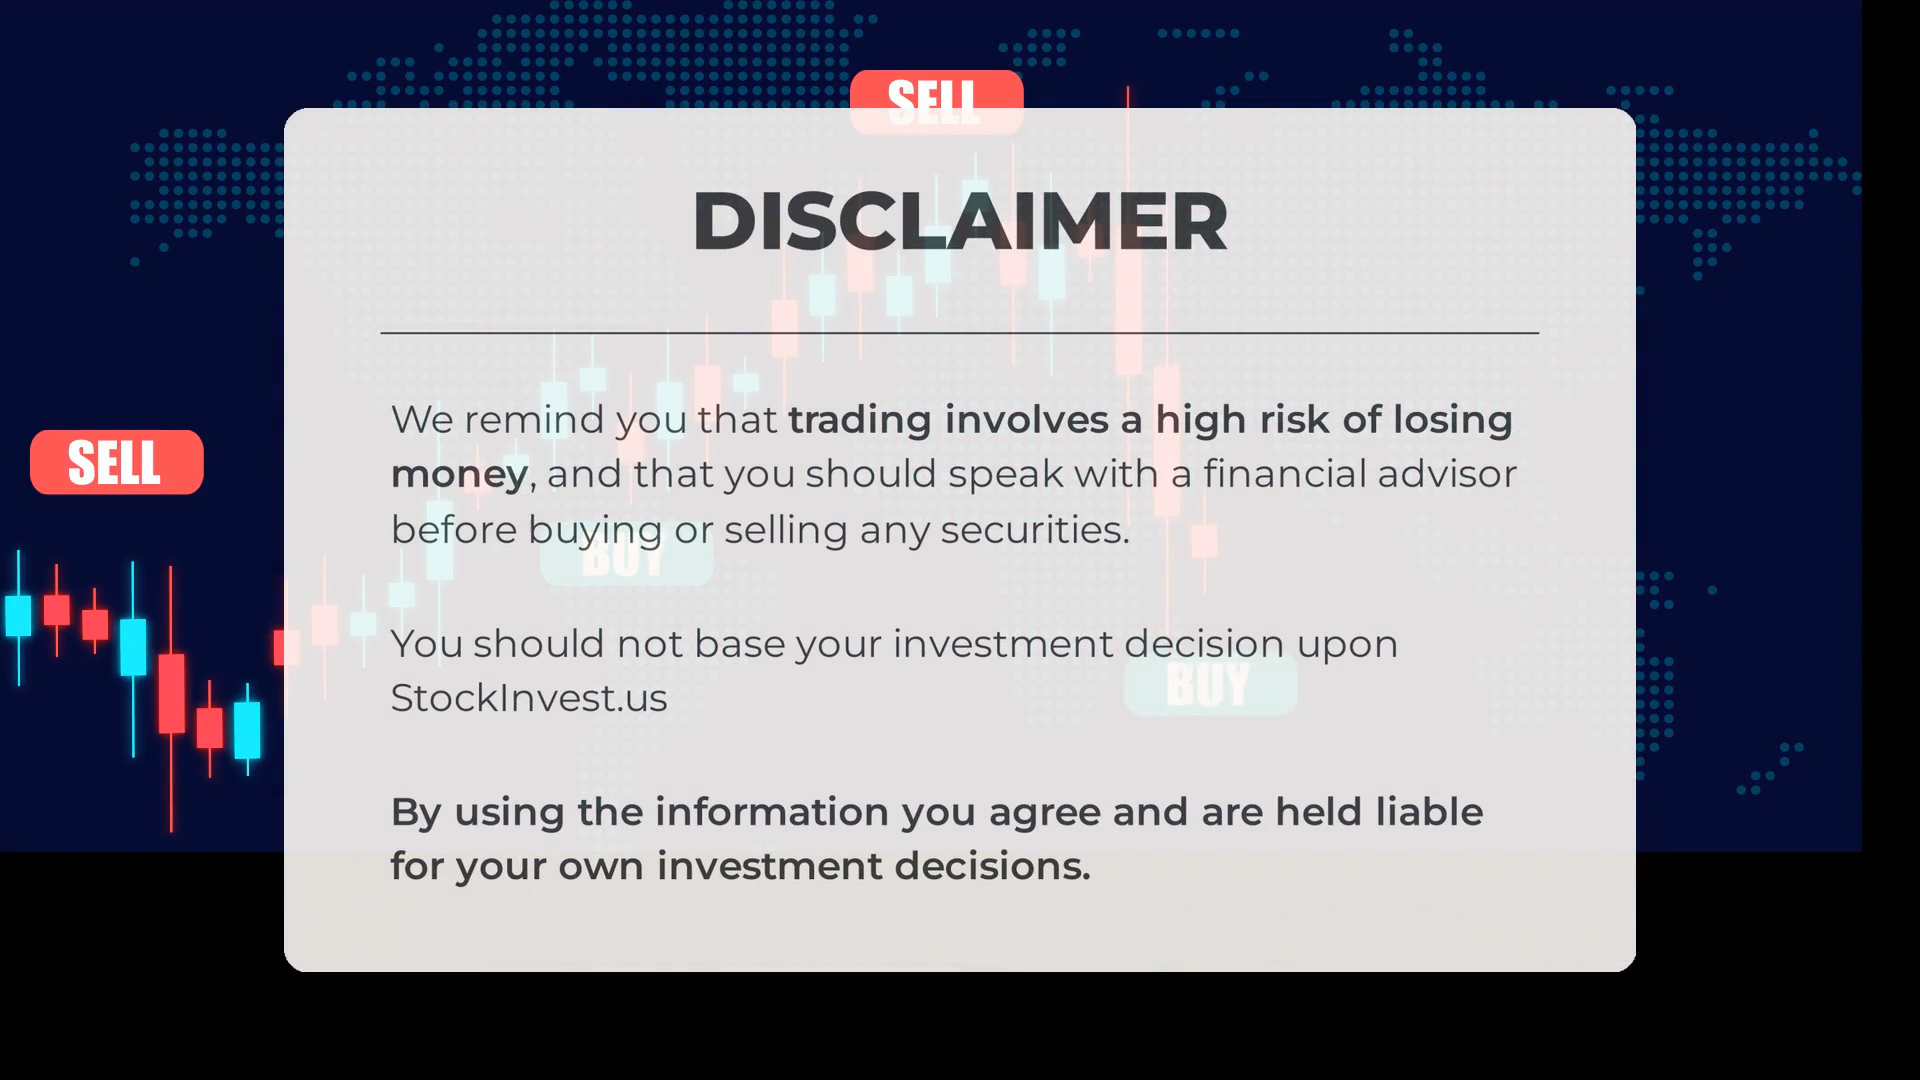 SELL
DISCLAIMER
We remind you that trading involves a high risk of losing
money, and that you should speak with a financial advisor
before buying or selling any securities.
SELL
BUY
You should not base your investment decision upon
StockInvest.us
BUY
By using the information you agree and are held liable
for your own investment decisions.